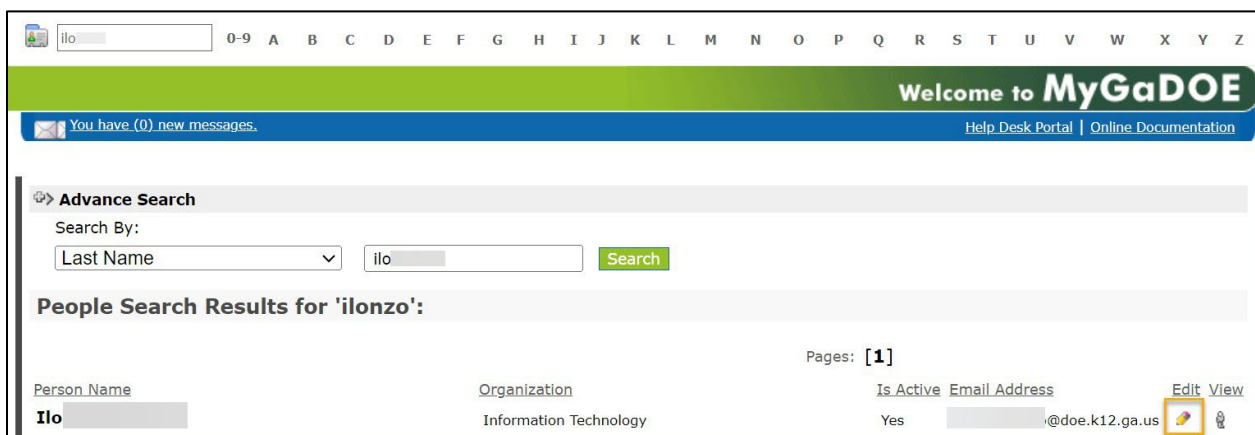 ilo 0-9 A B C D E F G H I J K L M N O P Q R S T U V W X Y Z
Welcome to MyGaDOE
You have (0) new messages. Help Desk Portal | Online Documentation
Advance Search
Search By:
Last Name ilo Search
People Search Results for 'ilonzo':
Pages: [1]
Person Name Organization Is Active Email Address Edit View
Ilo Information Technology Yes @doe.k12.ga.us